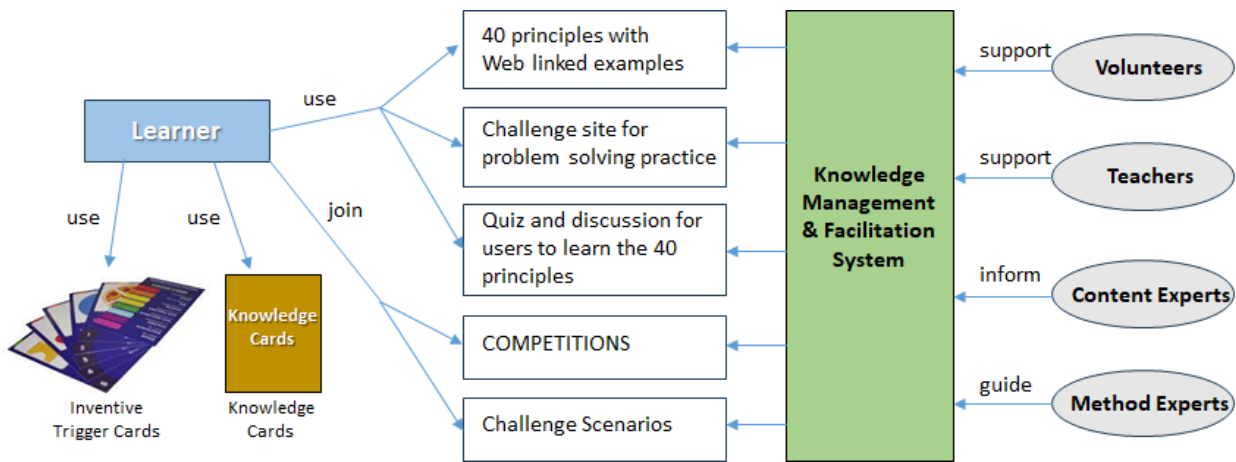 40 principles with
Web linked examples
support
Volunteers
use
Learner
Challenge site for
problem solving practice
support
Teachers
Knowledge
Management
& Facilitation
System
use
use
join
Quiz and discussion for
users to learn the 40
principles
inform
Content Experts
Knowledge
Cards
COMPETITIONS
guide
Method Experts
Inventive
Trigger Cards
Knowledge
Cards
Challenge Scenarios